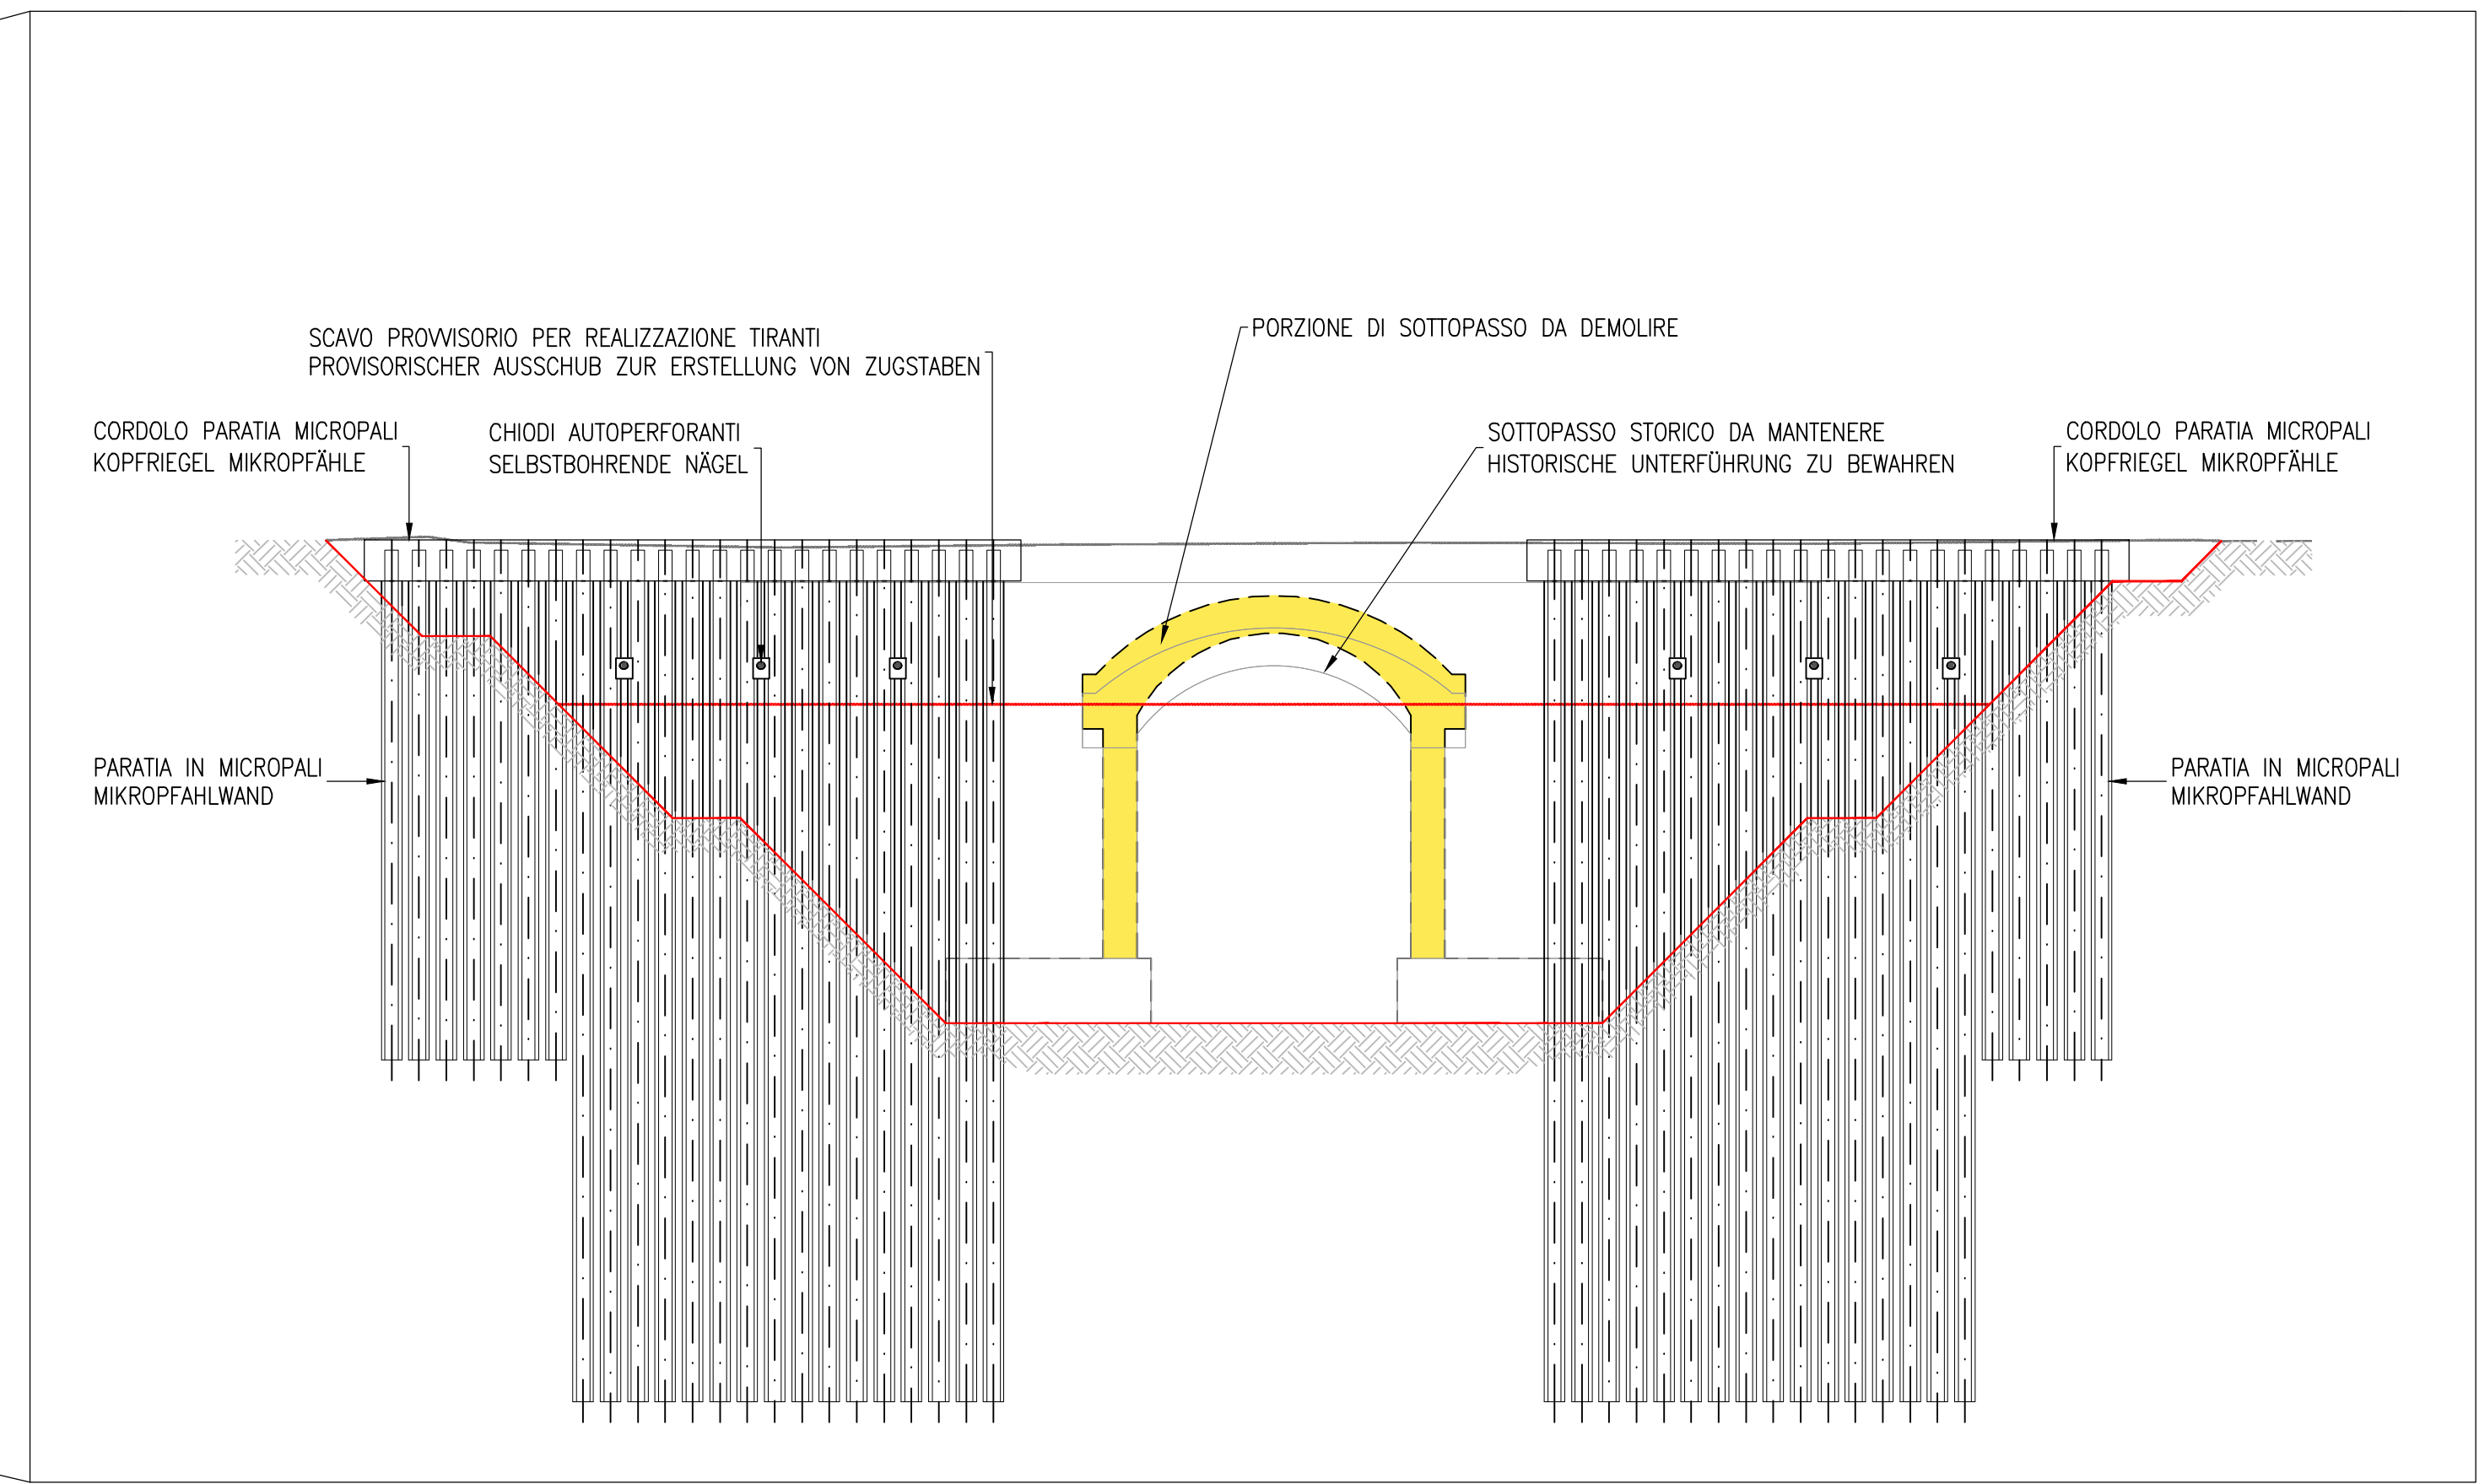 SCAVO PROVVISORIO PER REALIZZAZIONE TIRANTI
PROVISORISCHER AUSSCHUB ZUR ERSTELLUNG VON ZUGSTABEN
PORZIONE DI SOTTOPASSO DA DEMOLIRE
CORDOLO PARATIA MICROPALI
KOPFRIEGEL MIKROPFÄHLE
CHIODI AUTOPERFORANTI
SELBSTBOHRENDE NÄGEL
SOTTOPASSO STORICO DA MANTENERE
HISTORISCHE UNTERFÜHRUNG ZU BEWAHREN
CORDOLO PARATIA MICROPALI
KOPFRIEGEL MIKROPFÄHLE
PARATIA IN MICROPALI
MIKROPFAHLWAND
PARATIA IN MICROPALI
MIKROPFAHLWAND